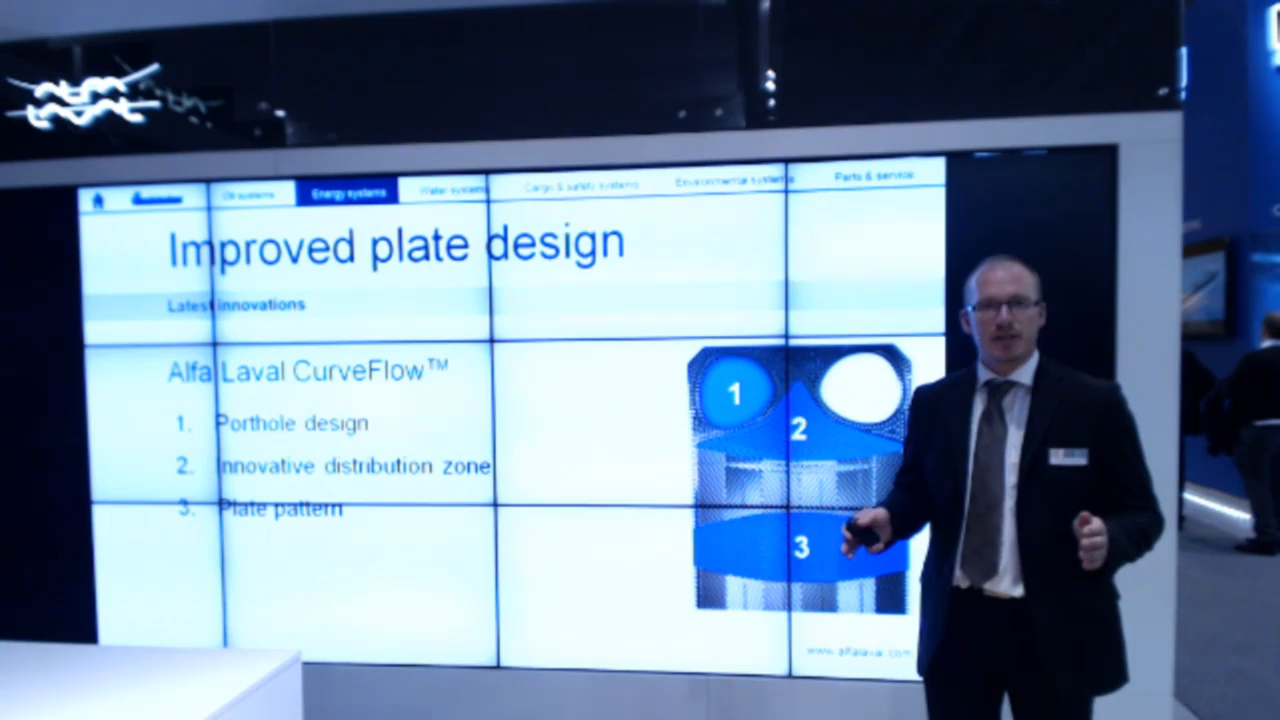 Oil systems
Energy systems
Water systems
Cargo & safety systems
Environmental systems
Parts & service
Improved plate design
Latest innovations
Alfa Laval CurveFlow™
1. Porthole design
2. Innovative distribution zone
3. Plate pattern
1
2
3
www.alfalaval.com